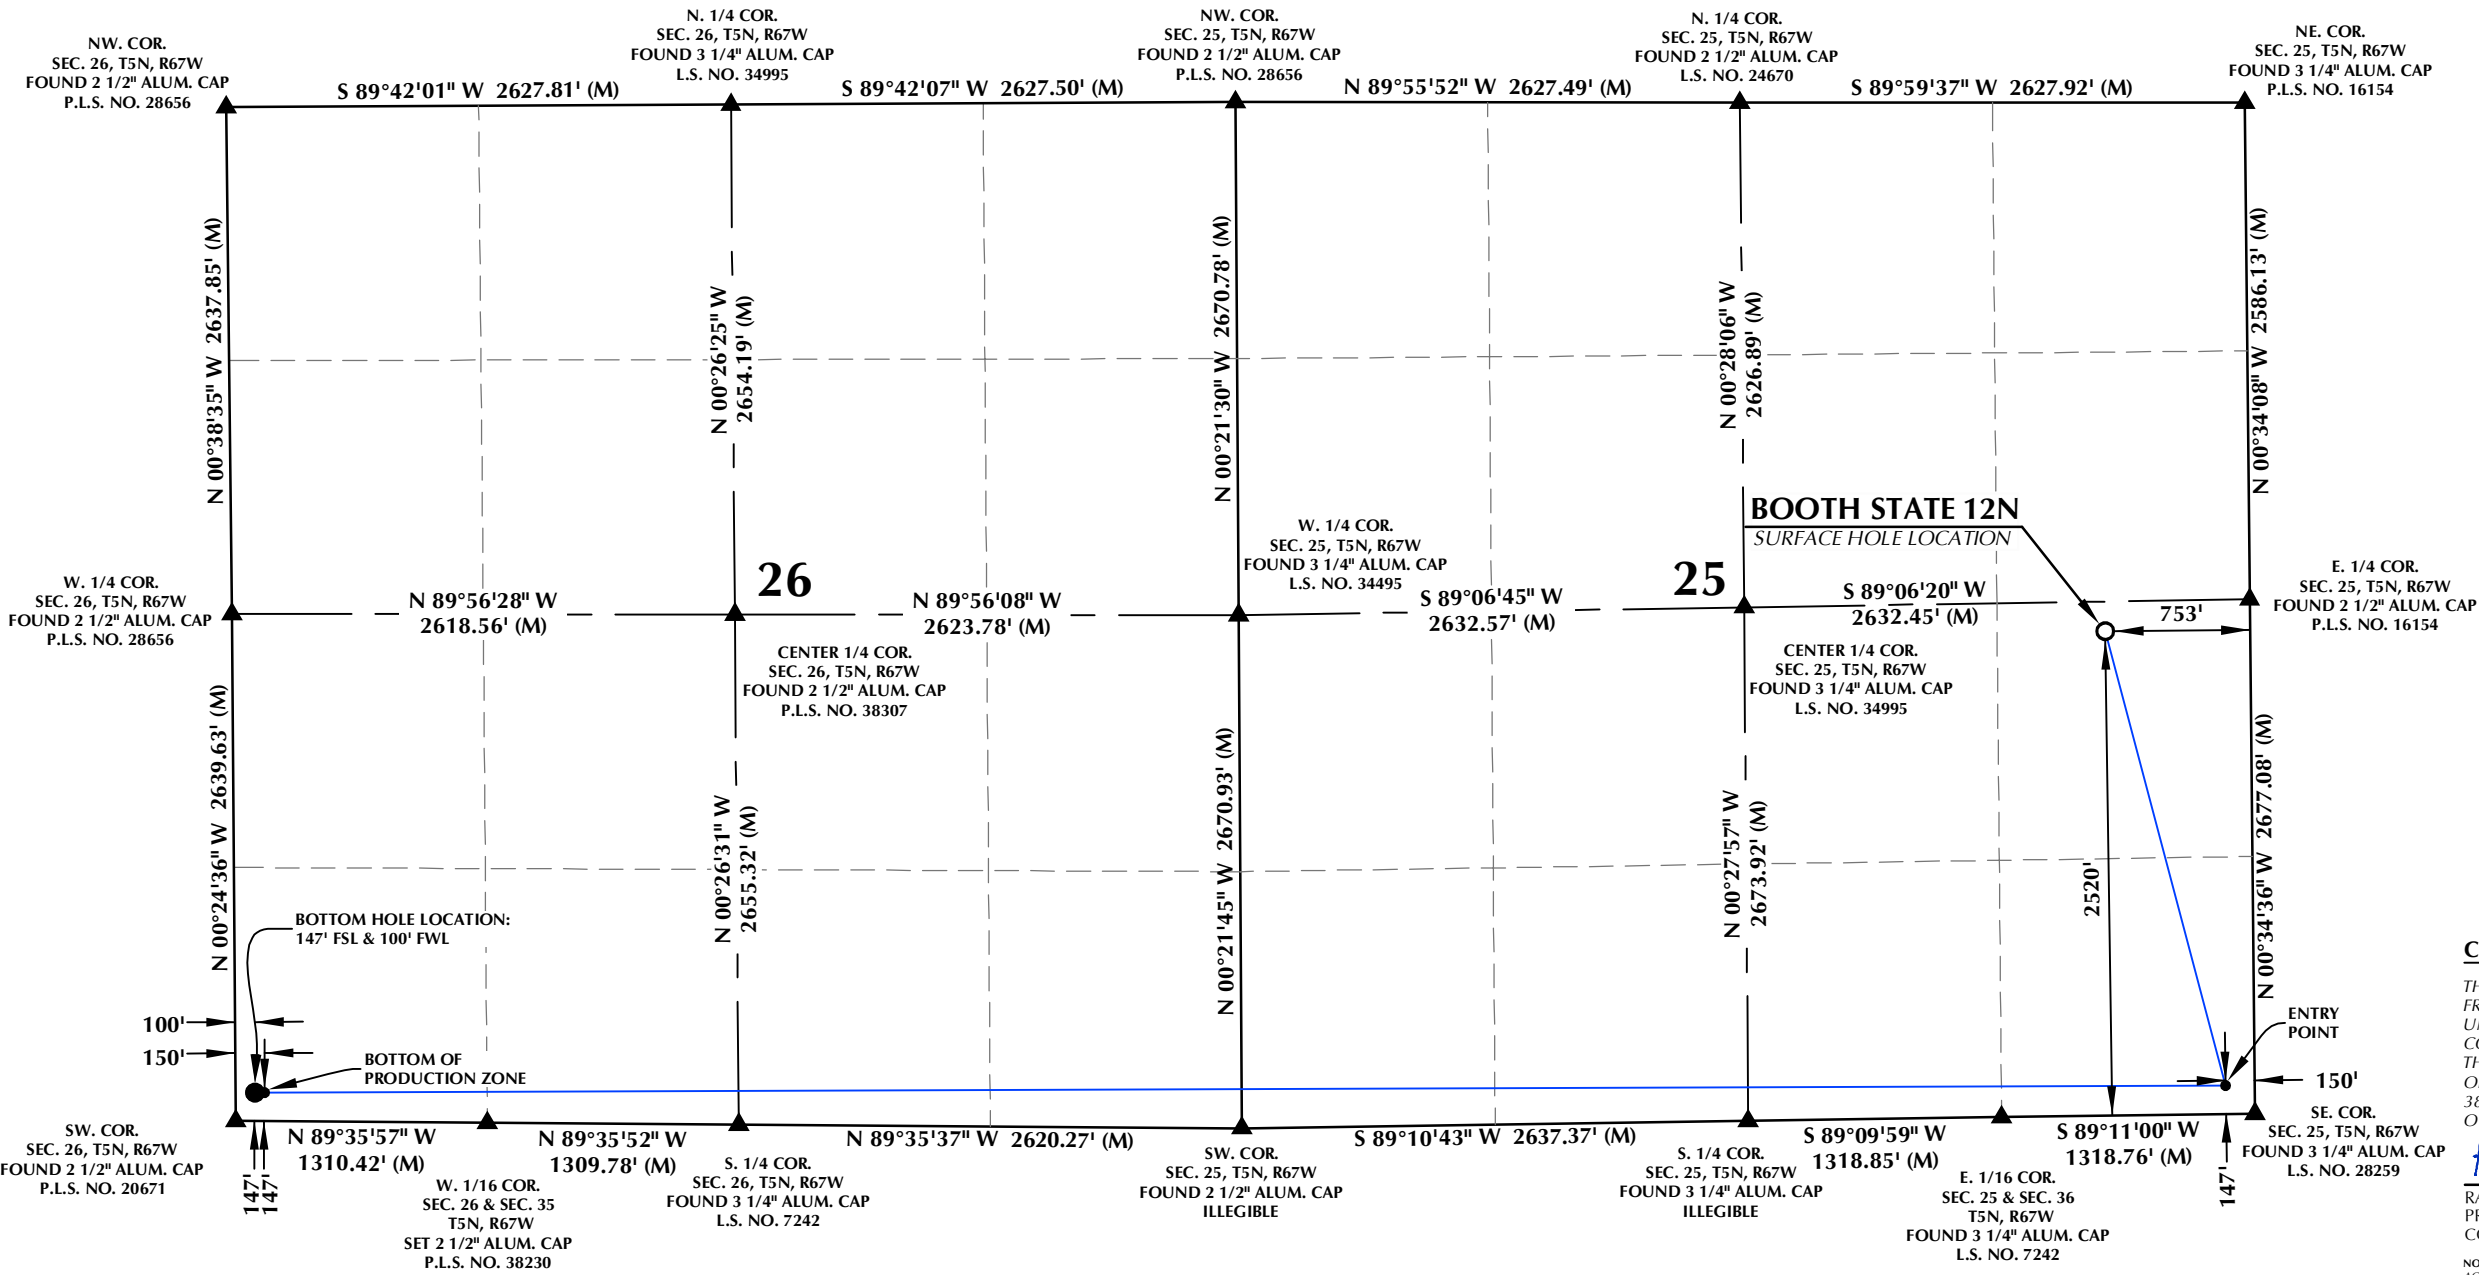 NW. COR.
SEC. 26, T5N, R67W
FOUND 2 1/2" ALUM. CAP
P.L.S. NO. 28656
N. 1/4 COR.
SEC. 26, T5N, R67W
FOUND 3 1/4" ALUM. CAP
L.S. NO. 34995
NW. COR.
SEC. 25, T5N, R67W
FOUND 2 1/2" ALUM. CAP
P.L.S. NO. 28656
N. 1/4 COR.
SEC. 25, T5N, R67W
FOUND 2 1/2" ALUM. CAP
L.S. NO. 24670
NE. COR.
SEC. 25, T5N, R67W
FOUND 3 1/4" ALUM. CAP
P.L.S. NO. 16154
S 89°42'01" W 2627.81' (M)
S 89°42'07" W 2627.50' (M)
N 89°55'52" W 2627.49' (M)
S 89°59'37" W 2627.92' (M)
N 00°38'35" W 2637.85' (M)
N 00°26'25" W
2654.19' (M)
N 00°21'30" W 2670.78' (M)
N 00°28'06" W
2626.89' (M)
N 00°34'08" W 2586.13' (M)
BOOTH STATE 12N
SURFACE HOLE LOCATION
W. 1/4 COR.
SEC. 26, T5N, R67W
FOUND 2 1/2" ALUM. CAP
P.L.S. NO. 28656
26
W. 1/4 COR.
SEC. 25, T5N, R67W
FOUND 3 1/4" ALUM. CAP
L.S. NO. 34495
25
E. 1/4 COR.
SEC. 25, T5N, R67W
FOUND 2 1/2" ALUM. CAP
P.L.S. NO. 16154
N 89°56'28" W
2618.56' (M)
N 89°56'08" W
2623.78' (M)
S 89°06'45" W
2632.57' (M)
S 89°06'20" W
2632.45' (M)
753'
CENTER 1/4 COR.
SEC. 26, T5N, R67W
FOUND 2 1/2" ALUM. CAP
P.L.S. NO. 38307
CENTER 1/4 COR.
SEC. 25, T5N, R67W
FOUND 3 1/4" ALUM. CAP
L.S. NO. 34995
N 00°24'36" W 2639.63' (M)
N 00°26'31" W
2655.32' (M)
N 00°21'45" W 2670.93' (M)
N 00°27'57" W
2673.92' (M)
2520'
N 00°34'36" W 2677.08' (M)
BOTTOM HOLE LOCATION:
147' FSL & 100' FWL
100'
150'
BOTTOM OF
PRODUCTION ZONE
ENTRY
POINT
150'
SW. COR.
SEC. 26, T5N, R67W
FOUND 2 1/2" ALUM. CAP
P.L.S. NO. 20671
147'
147'
N 89°35'57" W
1310.42' (M)
W. 1/16 COR.
SEC. 26 & SEC. 35
T5N, R67W
SET 2 1/2" ALUM. CAP
P.L.S. NO. 38230
N 89°35'52" W
1309.78' (M)
S. 1/4 COR.
SEC. 26, T5N, R67W
FOUND 3 1/4" ALUM. CAP
L.S. NO. 7242
N 89°35'37" W 2620.27' (M)
SW. COR.
SEC. 25, T5N, R67W
FOUND 2 1/2" ALUM. CAP
ILLEGIBLE
S 89°10'43" W 2637.37' (M)
S. 1/4 COR.
SEC. 25, T5N, R67W
FOUND 3 1/4" ALUM. CAP
ILLEGIBLE
S 89°09'59" W
1318.85' (M)
E. 1/16 COR.
SEC. 25 & SEC. 36
T5N, R67W
FOUND 3 1/4" ALUM. CAP
L.S. NO. 7242
S 89°11'00" W
1318.76' (M)
147'
SE. COR.
SEC. 25, T5N, R67W
FOUND 3 1/4" ALUM. CAP
L.S. NO. 28259